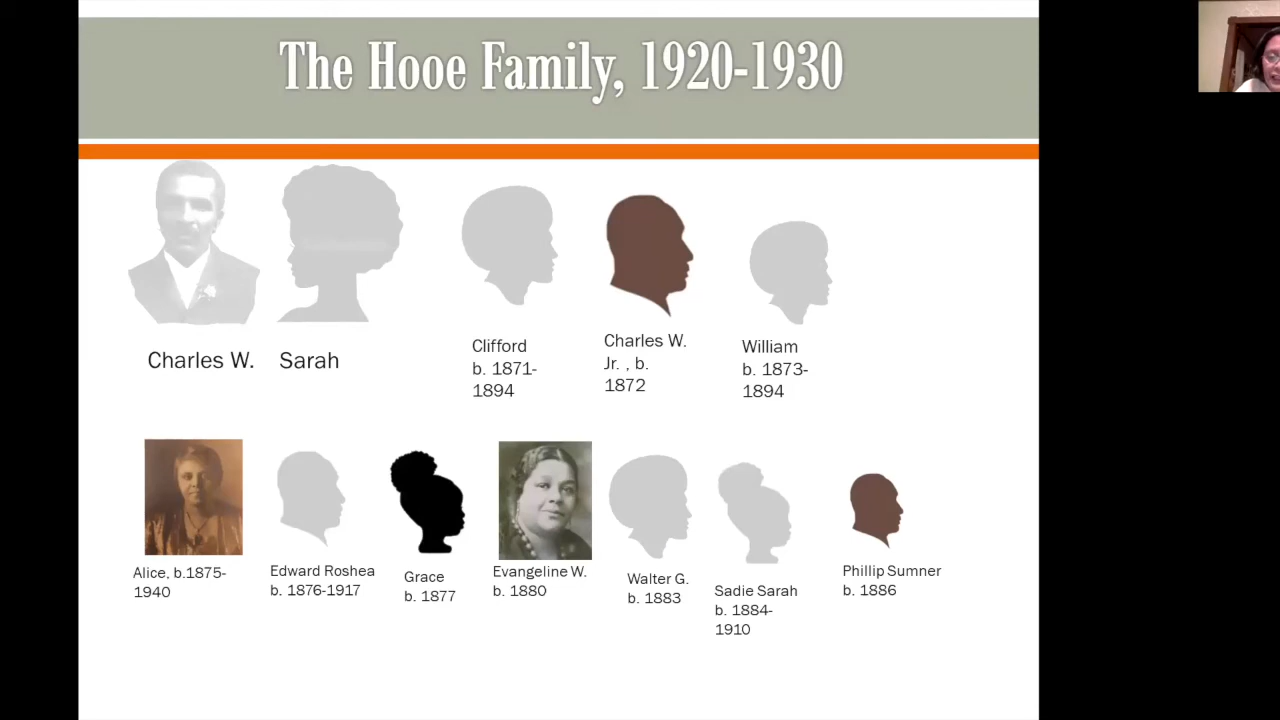 The Hooe Family, 1920-1930
Charles W.
Sarah
Clifford
b. 1871-
1894
Charles W.
Jr. , b.
1872
William
b. 1873-
1894
Alice, b.1875-
1940
Edward Roshea
b. 1876-1917
Grace
b. 1877
Evangeline W.
b. 1880
Walter G.
b. 1883
Sadie Sarah
b. 1884-
1910
Phillip Sumner
b. 1886